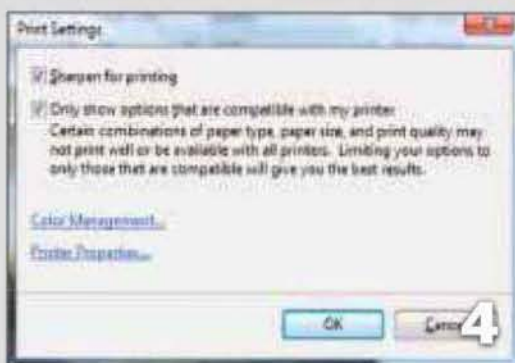 Print Settings
Sharpen for printing
Only show options that are compatible with my printer
Certain combinations of paper type, paper size, and print quality may
not print well or be available with all printers. Limiting your options to
only those that are compatible will give you the best results.
Color Management...
Printer Properties...
OK
Cancel
4